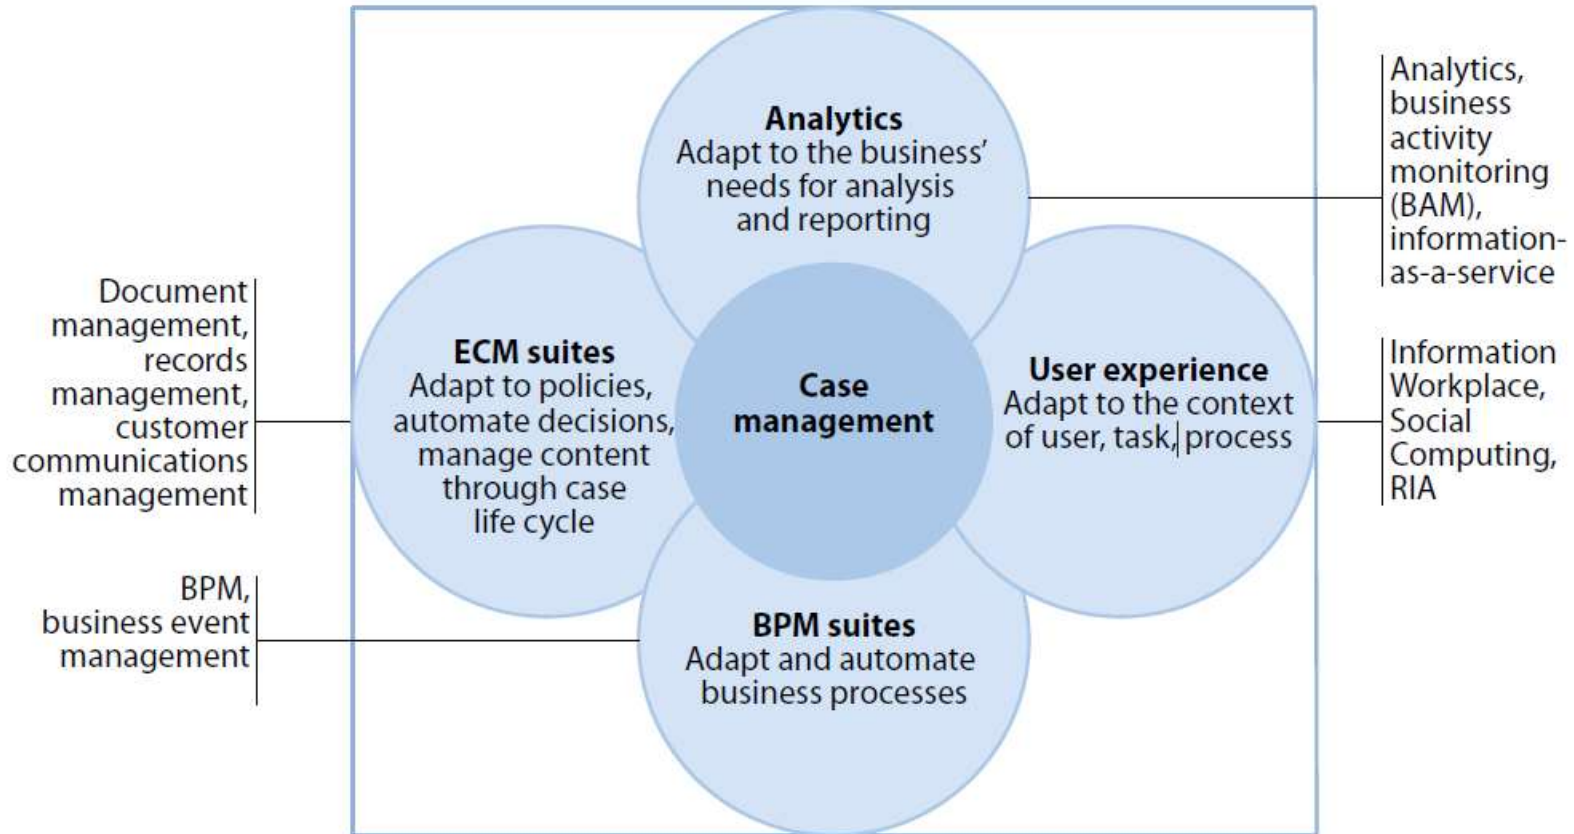 Analytics
Adapt to the business’
needs for analysis
and reporting
Analytics,
business
activity
monitoring
(BAM),
information-
as-a-service
Document
management,
records
management,
customer
communications
management
ECM suites
Adapt to policies,
automate decisions,
manage content
through case
life cycle
Case
management
User experience
Adapt to the context
of user, task, process
Information
Workplace,
Social
Computing,
RIA
BPM,
business event
management
BPM suites
Adapt and automate
business processes